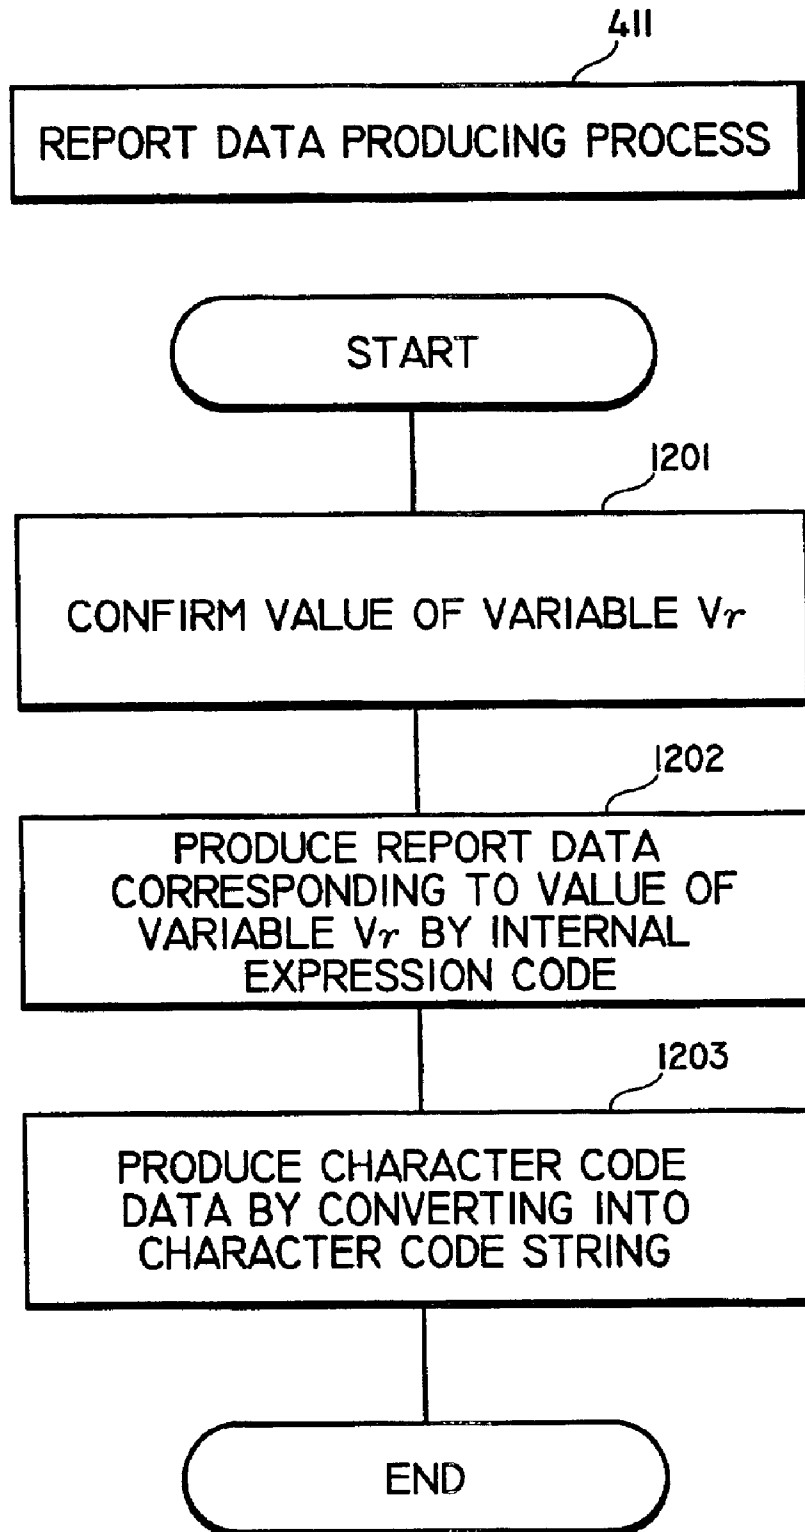 411
REPORT DATA PRODUCING PROCESS
START
1201
CONFIRM VALUE OF VARIABLE Vr
1202
PRODUCE REPORT DATA
CORRESPONDING TO VALUE OF
VARIABLE Vr BY INTERNAL
EXPRESSION CODE
1203
PRODUCE CHARACTER CODE
DATA BY CONVERTING INTO
CHARACTER CODE STRING
END